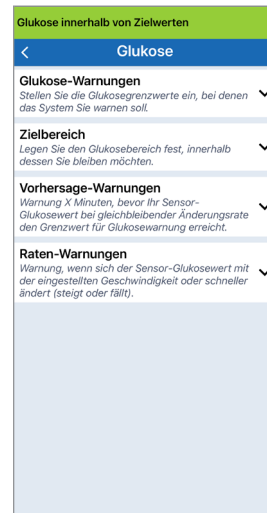 Glukose innerhalb von Zielwerten
Glukose
Glukose-Warnungen
Stellen Sie die Glukosegrenzwerte ein, bei denen
das System Sie warnen soll.
Zielbereich
Legen Sie den Glukosebereich fest, innerhalb
dessen Sie bleiben möchten.
Vorhersage-Warnungen
Warnung X Minuten, bevor Ihr Sensor-
Glukosewert bei gleichbleibender Änderungsrate
den Grenzwert für Glukosewarnung erreicht.
Raten-Warnungen
Warnung, wenn sich der Sensor-Glukosewert mit
der eingestellten Geschwindigkeit oder schneller
ändert (steigt oder fällt).